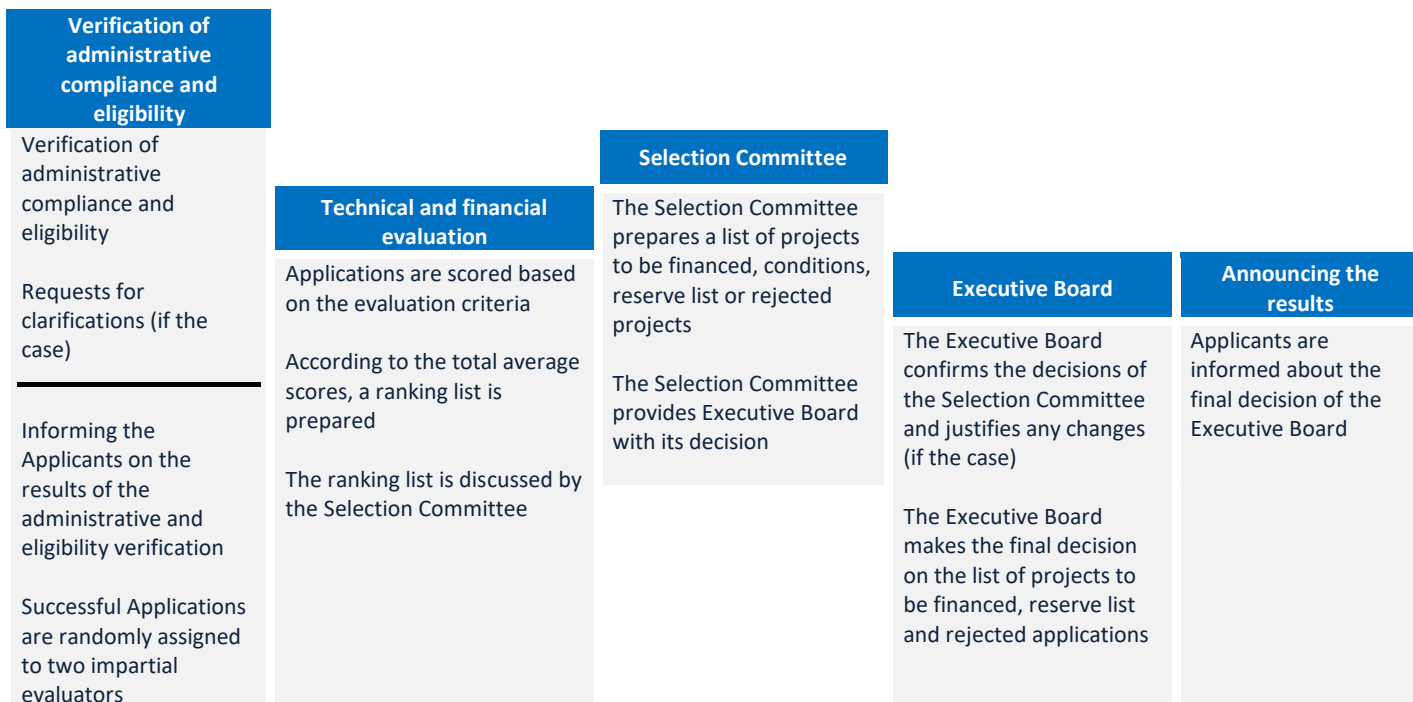 Verification of
administrative
compliance and
eligibility
Verification of
administrative
compliance and
eligibility
Requests for
clarifications (if the
case)
Informing the
Applicants on the
results of the
administrative and
eligibility verification
Successful Applications
are randomly assigned
to two impartial
evaluators
Technical and financial
evaluation
Applications are scored based
on the evaluation criteria
According to the total average
scores, a ranking list is
prepared
The ranking list is discussed by
the Selection Committee
Selection Committee
The Selection Committee
prepares a list of projects
to be financed, conditions,
reserve list or rejected
projects
The Selection Committee
provides Executive Board
with its decision
Executive Board
The Executive Board
confirms the decisions of
the Selection Committee
and justifies any changes
(if the case)
The Executive Board
makes the final decision
on the list of projects to
be financed, reserve list
and rejected applications
Announcing the
results
Applicants are
informed about the
final decision of the
Executive Board